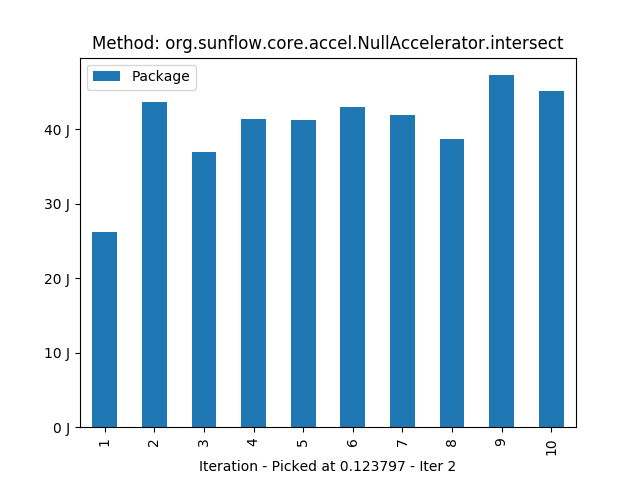 Method: org.sunflow.core.accel.NullAccelerator.intersect
Package
40 J
30 J
20 J
10 J
0 J
1 2 3 4 5 6 7 8 9 10
Iteration - Picked at 0.123797 - Iter 2